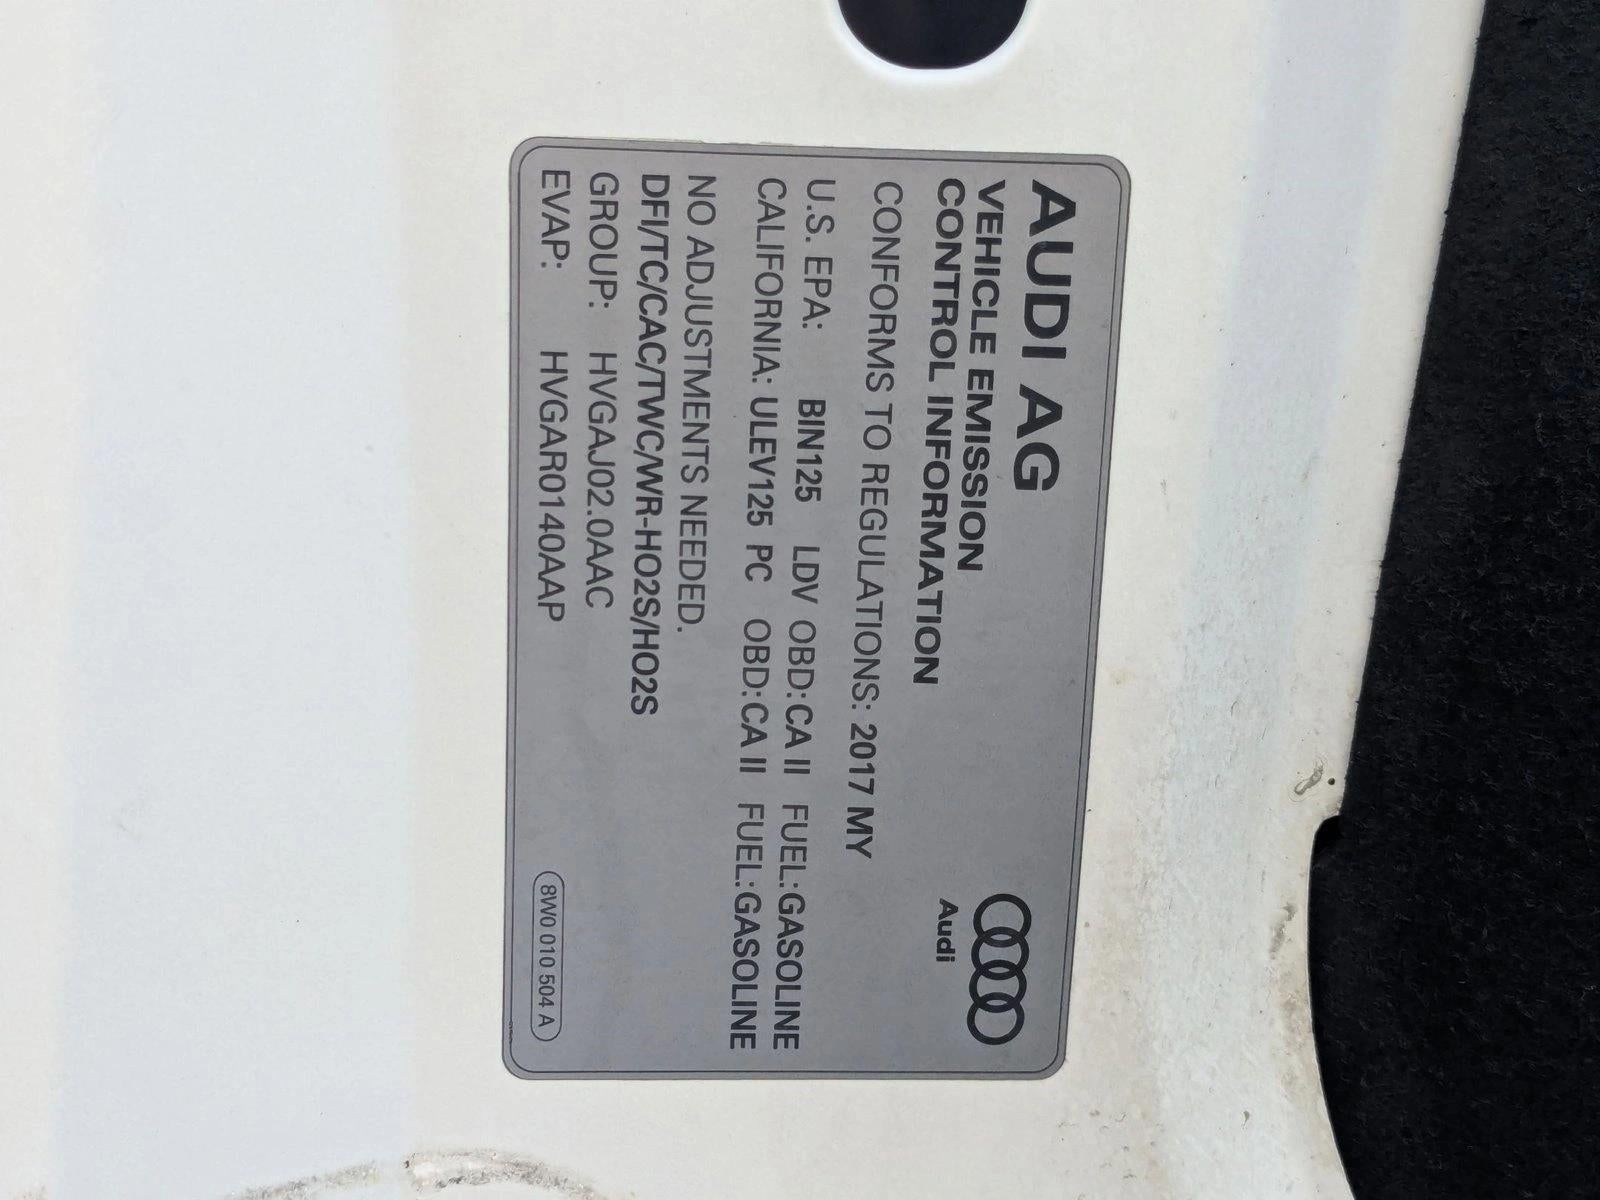 AUDI AG
VEHICLE EMISSION
CONTROL INFORMATION
Audi
CONFORMS TO REGULATIONS: 2017 MY
U.S. EPA: BIN125 LDV OBD:CA II FUEL:GASOLINE
CALIFORNIA: ULEV125 PC OBD:CA II FUEL:GASOLINE
NO ADJUSTMENTS NEEDED.
DFI/TC/CAC/TWC/WR-HO2S/HO2S
GROUP: HVGAJ02.0AAC
EVAP: HVGAR0140AAP
8W0 010 504 A